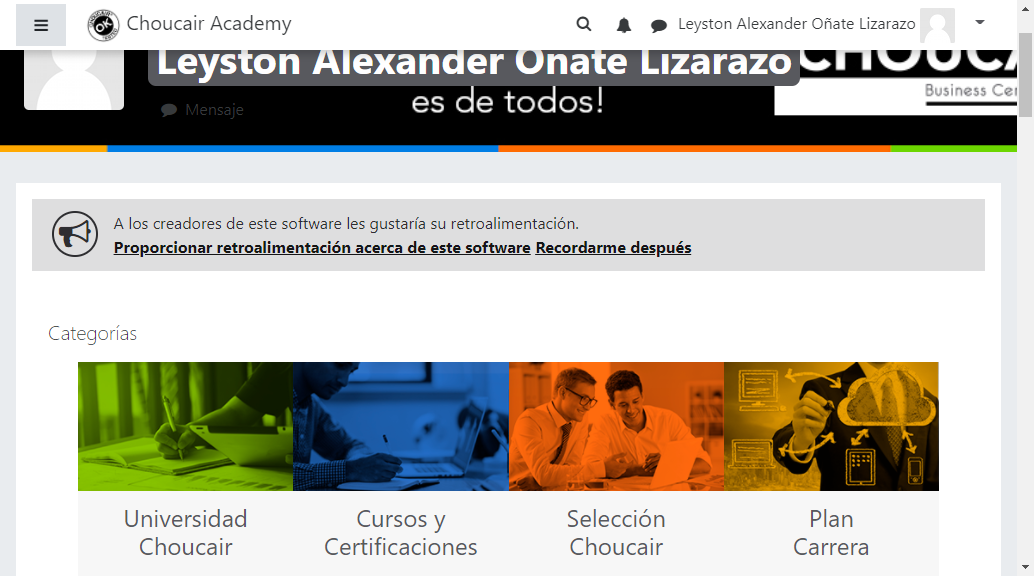 Choucair Academy
Leyston Alexander Oñate Lizarazo
Leyston Alexander Oñate Lizarazo
Mensaje
es de todos!
Business Cer
A los creadores de este software les gustaría su retroalimentación.
Proporcionar retroalimentación acerca de este software Recordarme después
Categorías
Universidad Choucair
Cursos y Certificaciones
Selección Choucair
Plan Carrera